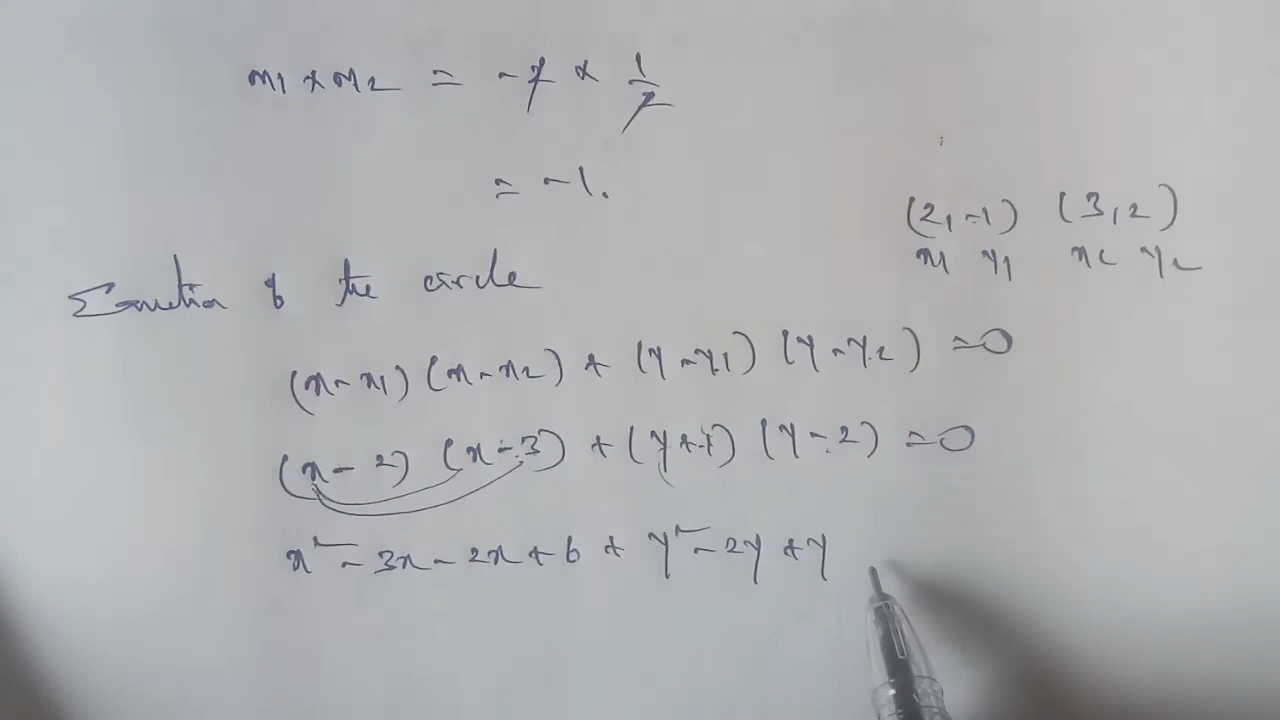 m1 × m2 = -7 × 1/7
= -1.
(2, -1) (3, 2)
x1 y1 x2 y2
Equation of the circle
(x - x1) (x - x2) + (y - y1) (y - y2) = 0
(x - 2) (x - 3) + (y + 1) (y - 2) = 0
x² - 3x - 2x + 6 + y² - 2y + y